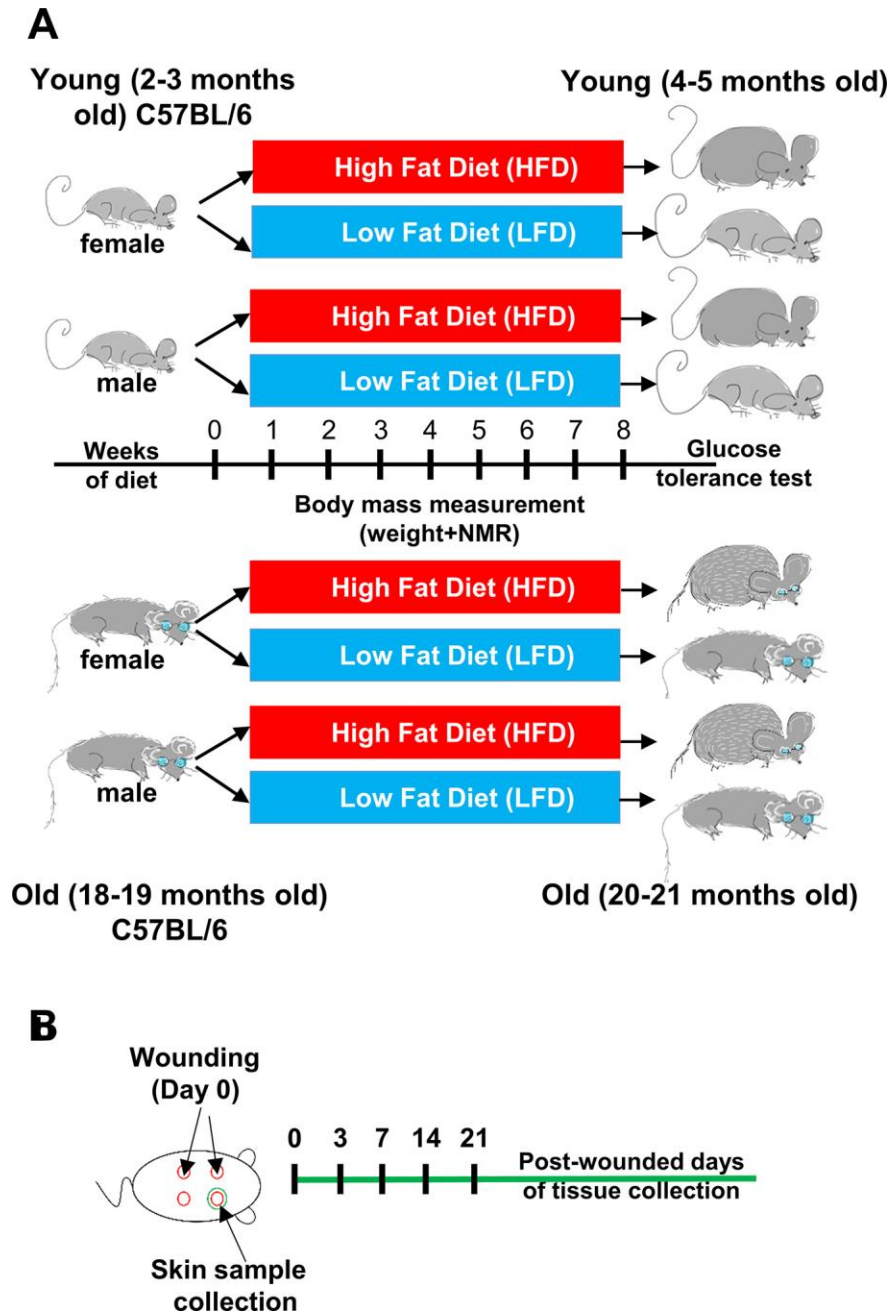 A
Young (2-3 months
old) C57BL/6
Young (4-5 months old)
High Fat Diet (HFD)
Low Fat Diet (LFD)
female
High Fat Diet (HFD)
Low Fat Diet (LFD)
male
0 1 2 3 4 5 6 7 8
Weeks
of diet
Glucose
tolerance test
Body mass measurement
(weight+NMR)
High Fat Diet (HFD)
Low Fat Diet (LFD)
female
High Fat Diet (HFD)
Low Fat Diet (LFD)
male
Old (18-19 months old)
C57BL/6
Old (20-21 months old)
B
Wounding
(Day 0)
0 3 7 14 21
Post-wounded days
of tissue collection
Skin sample
collection